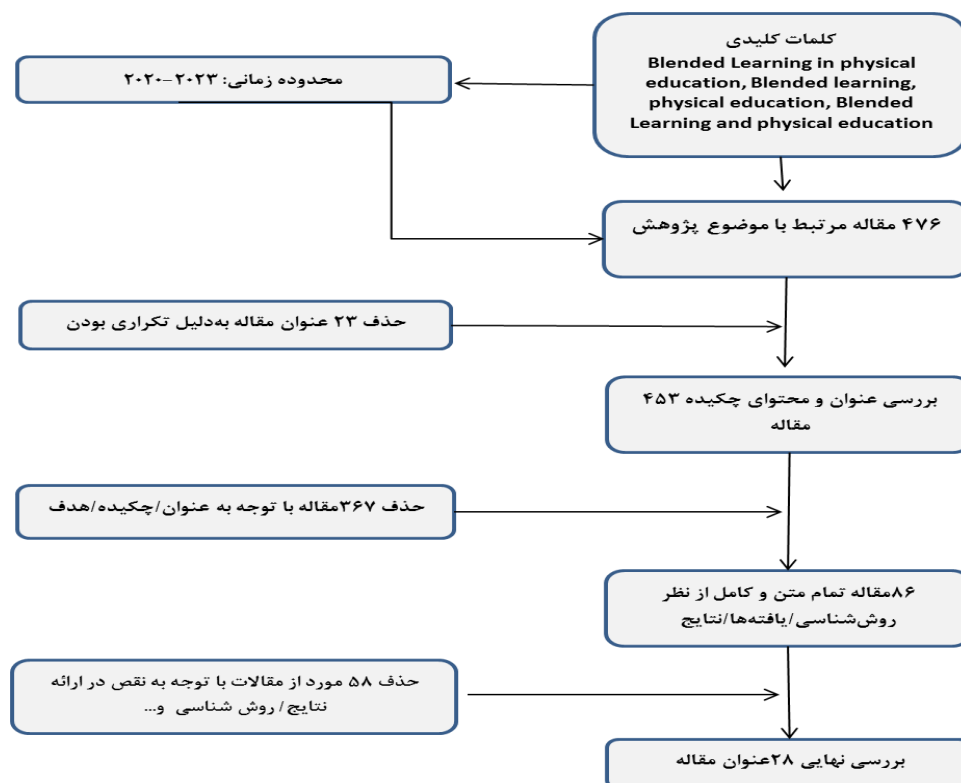 کلمات کلیدی
Blended Learning in physical
education, Blended learning,
physical education, Blended
Learning and physical education
محدوده زمانی: ۲۰۲۳-۲۰۲۰
۴۷۶ مقاله مرتبط با موضوع پژوهش
حذف ۲۳ عنوان مقاله به‌دلیل تکراری بودن
بررسی عنوان و محتوای چکیده ۴۵۳
مقاله
حذف ۳۶۷مقاله با توجه به عنوان/چکیده/هدف
۸۶مقاله تمام متن و کامل از نظر
روش‌شناسی/یافته‌ها/نتایج
حذف ۵۸ مورد از مقالات با توجه به نقص در ارائه
نتایج/ روش شناسی و...
بررسی نهایی ۲۸عنوان مقاله